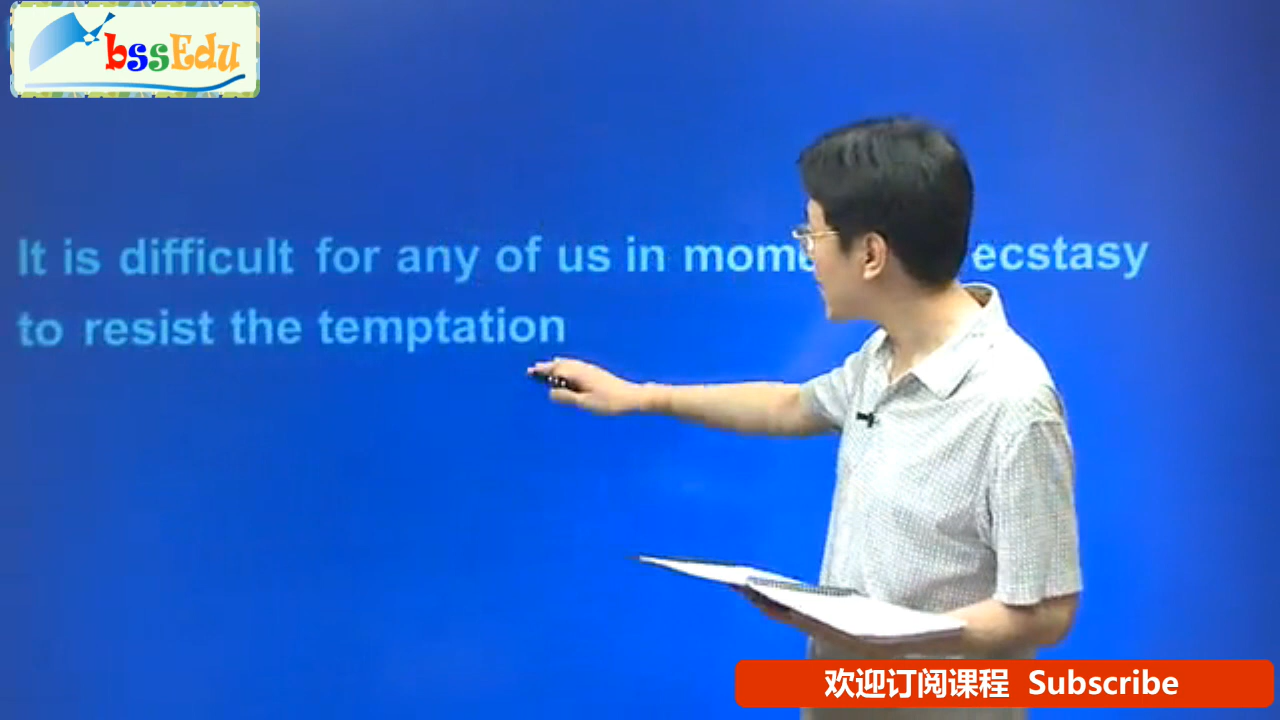 bssEdu
It is difficult for any of us in ecstasy
to resist the temptation
欢迎订阅课程 Subscribe